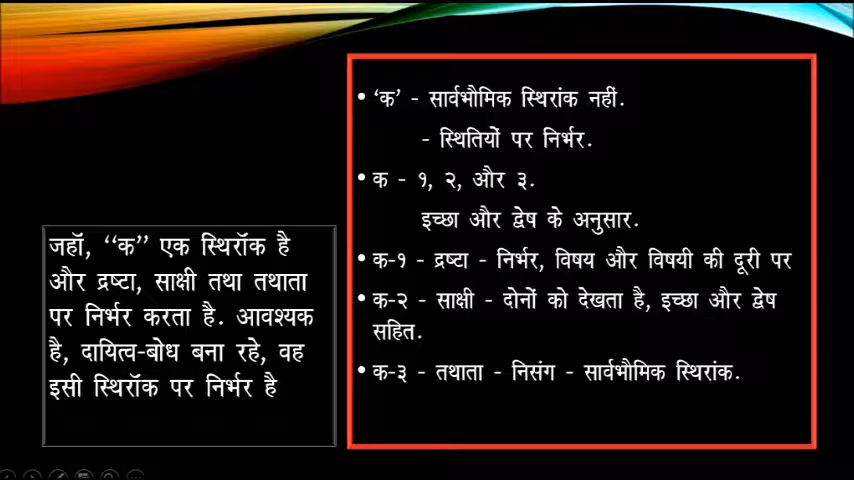 जहॉ, “क” एक स्थिरॉक है
और द्रष्टा, साक्षी तथा तथाता
पर निर्भर करता है. आवश्यक
है, दायित्व-बोध बना रहे, वह
इसी स्थिरॉक पर निर्भर है
• ‘क’ - सार्वभौमिक स्थिरांक नहीं.
- स्थितियों पर निर्भर.
• क - १, २, और ३.
इच्छा और द्वेष के अनुसार.
• क-१ - द्रष्टा - निर्भर, विषय और विषयी की दूरी पर
• क-२ - साक्षी - दोनों को देखता है, इच्छा और द्वेष
सहित.
• क-३ - तथाता - निसंग - सार्वभौमिक स्थिरांक.